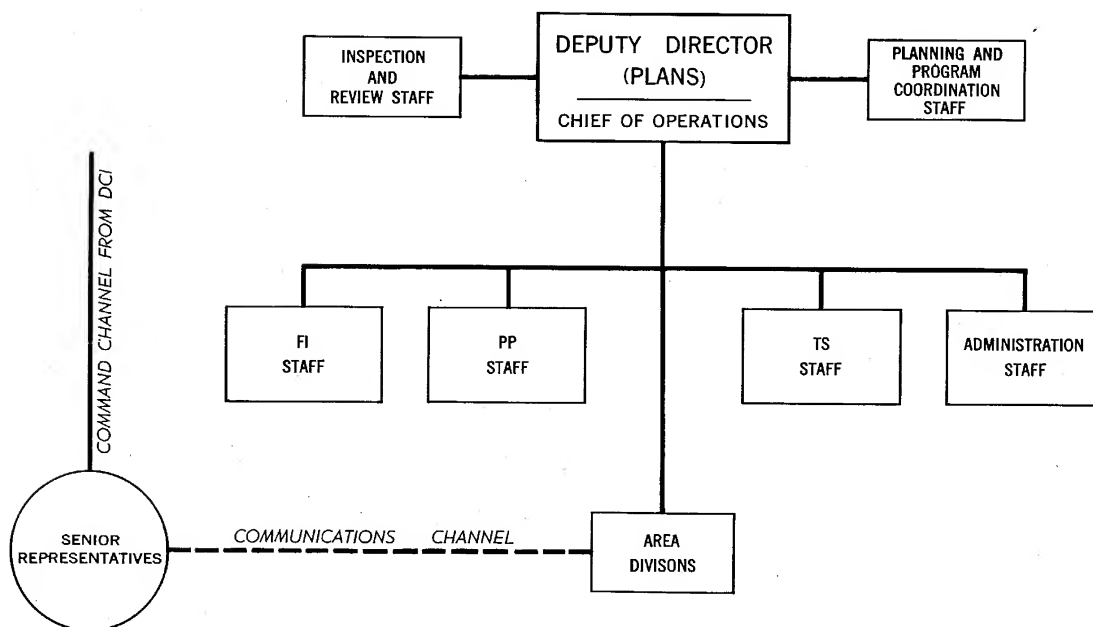 INSPECTION
AND
REVIEW STAFF
DEPUTY DIRECTOR
(PLANS)
CHIEF OF OPERATIONS
PLANNING AND
PROGRAM
COORDINATION
STAFF
COMMAND CHANNEL FROM DCI
FI
STAFF
PP
STAFF
TS
STAFF
ADMINISTRATION
STAFF
SENIOR
REPRESENTATIVES
COMMUNICATIONS CHANNEL
AREA
DIVISONS